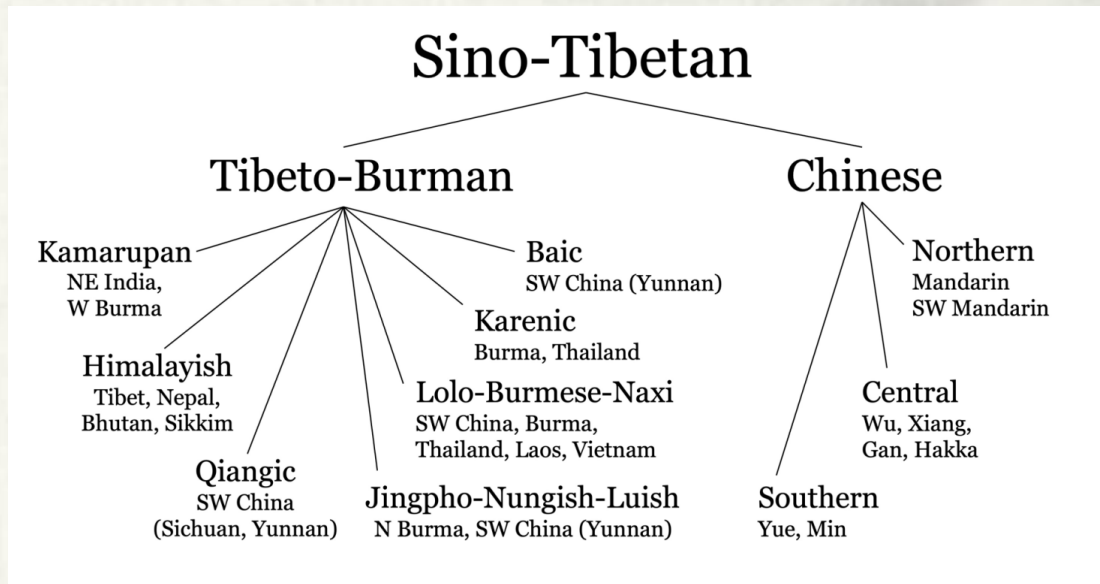 Sino-Tibetan
Tibeto-Burman
Chinese
Kamarupan
NE India,
W Burma
Himalayish
Tibet, Nepal,
Bhutan, Sikkim
Qiangic
SW China
(Sichuan, Yunnan)
Jingpho-Nungish-Luish
N Burma, SW China (Yunnan)
Lolo-Burmese-Naxi
SW China, Burma,
Thailand, Laos, Vietnam
Karenic
Burma, Thailand
Baic
SW China (Yunnan)
Southern
Yue, Min
Central
Wu, Xiang,
Gan, Hakka
Northern
Mandarin
SW Mandarin